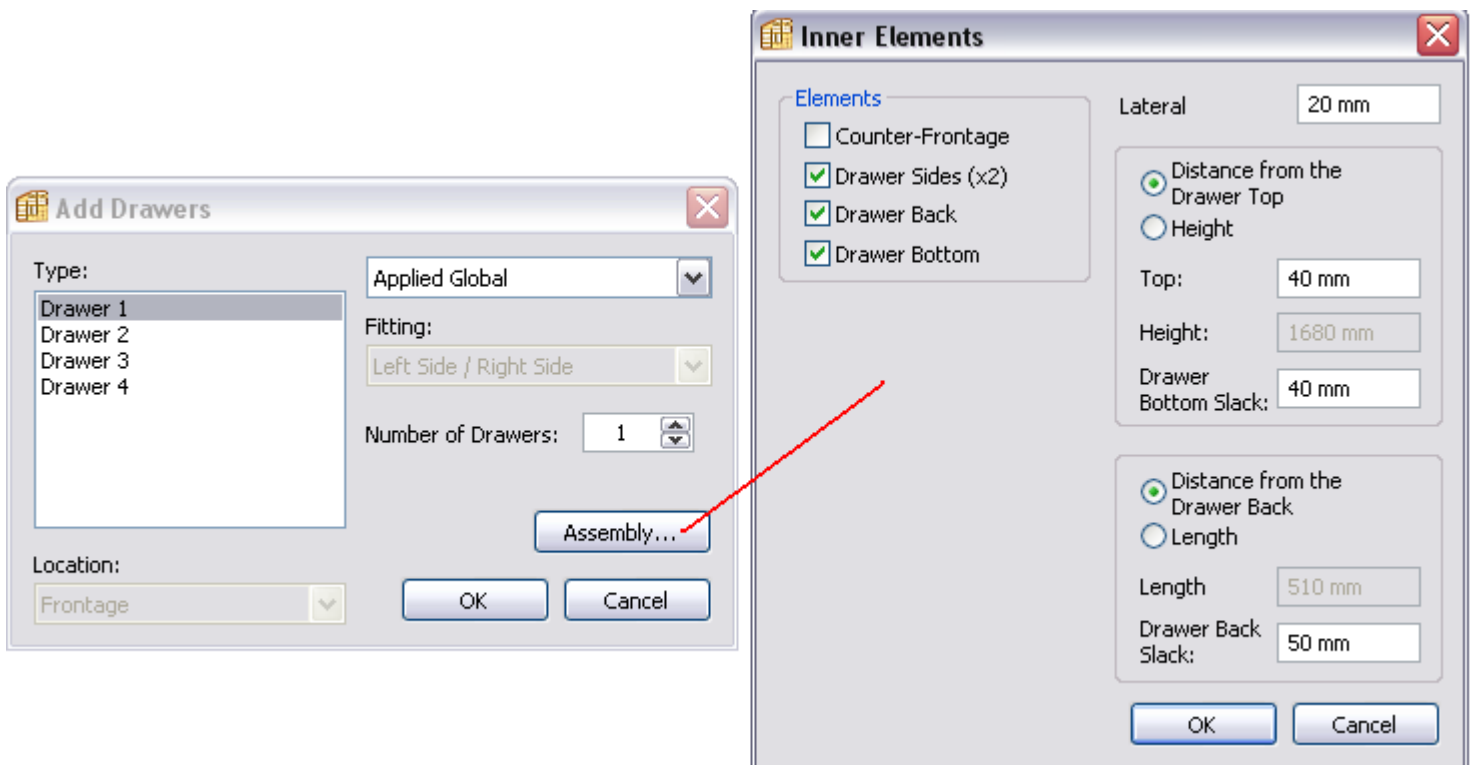 Add Drawers
Type:
Drawer 1
Drawer 2
Drawer 3
Drawer 4
Location:
Frontage
Applied Global
Fitting:
Left Side / Right Side
Number of Drawers:
1
Assembly...
OK
Cancel
Inner Elements
Elements
Counter-Frontage
Drawer Sides (x2)
Drawer Back
Drawer Bottom
Lateral
20 mm
Distance from the
Drawer Top
Height
Top:
40 mm
Height:
1680 mm
Drawer
Bottom Slack:
40 mm
Distance from the
Drawer Back
Length
Length
510 mm
Drawer Back
Slack:
50 mm
OK
Cancel